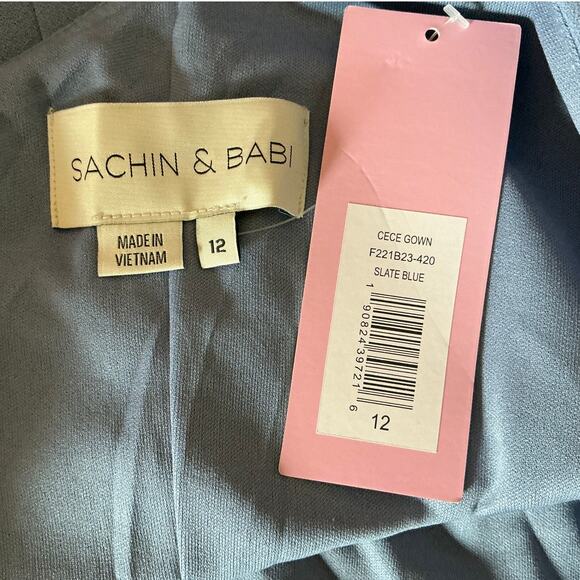 SACHIN & BABI
MADE IN
VIETNAM
12
CECE GOWN
F221B23-420
SLATE BLUE
1 90824 39721 6
12